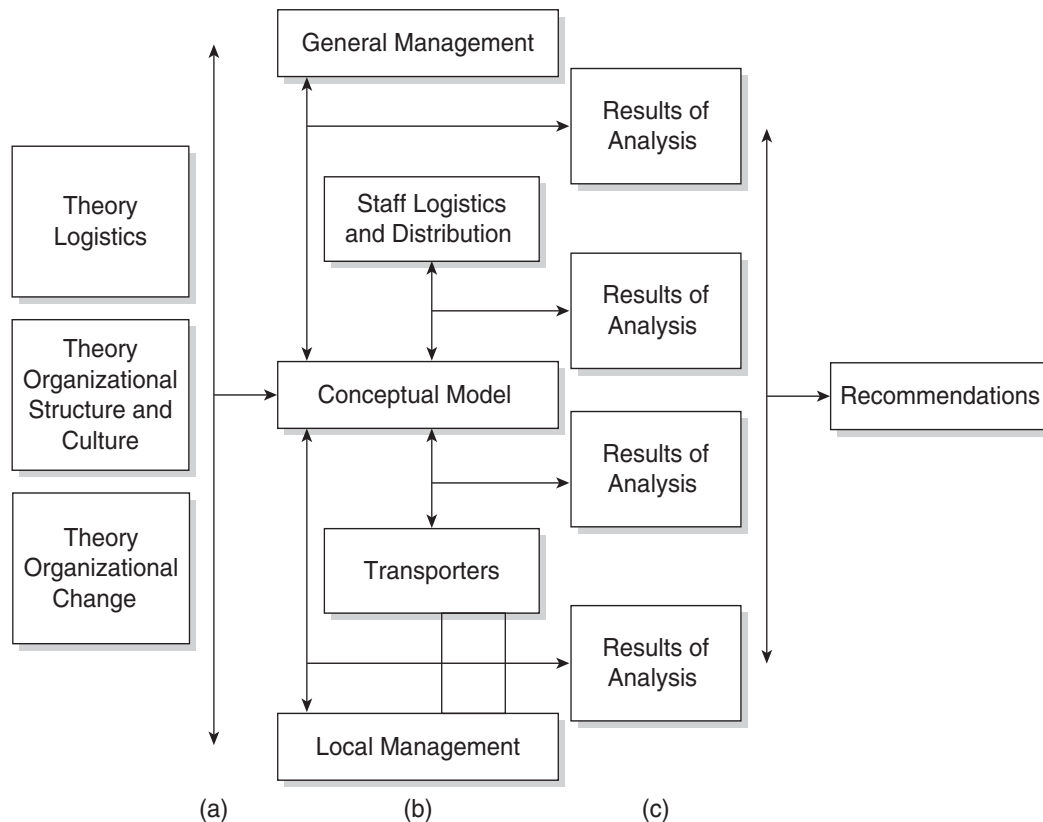 General Management
Results of
Analysis
Theory
Logistics
Staff Logistics
and Distribution
Results of
Analysis
Theory
Organizational
Structure and
Culture
Conceptual Model
Recommendations
Results of
Analysis
Theory
Organizational
Change
Transporters
Results of
Analysis
Local Management
(a)
(b)
(c)